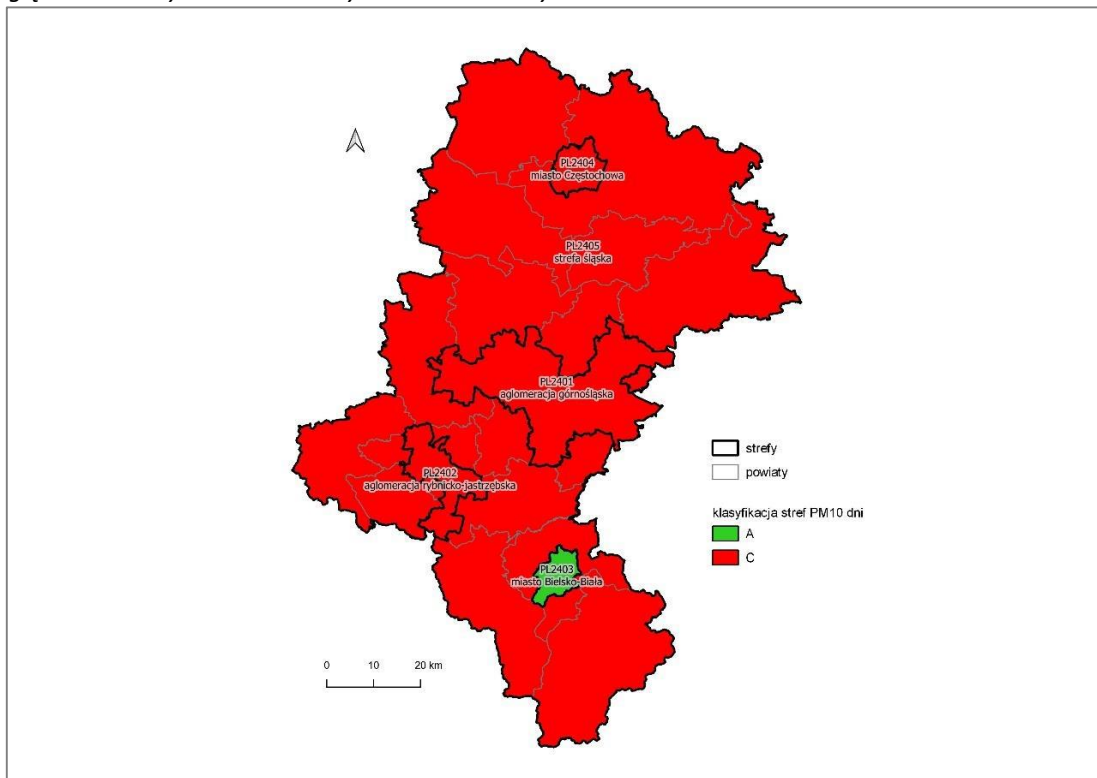 PL2404
miasto Częstochowa
PL2405
strefa śląska
PL2401
aglomeracja górnośląska
PL2402
aglomeracja rybnicko-jastrzębska
PL2403
miasto Bielsko-Biała
strefy
powiaty
klasyfikacja stref PM10 dni
A
C
0 10 20 km